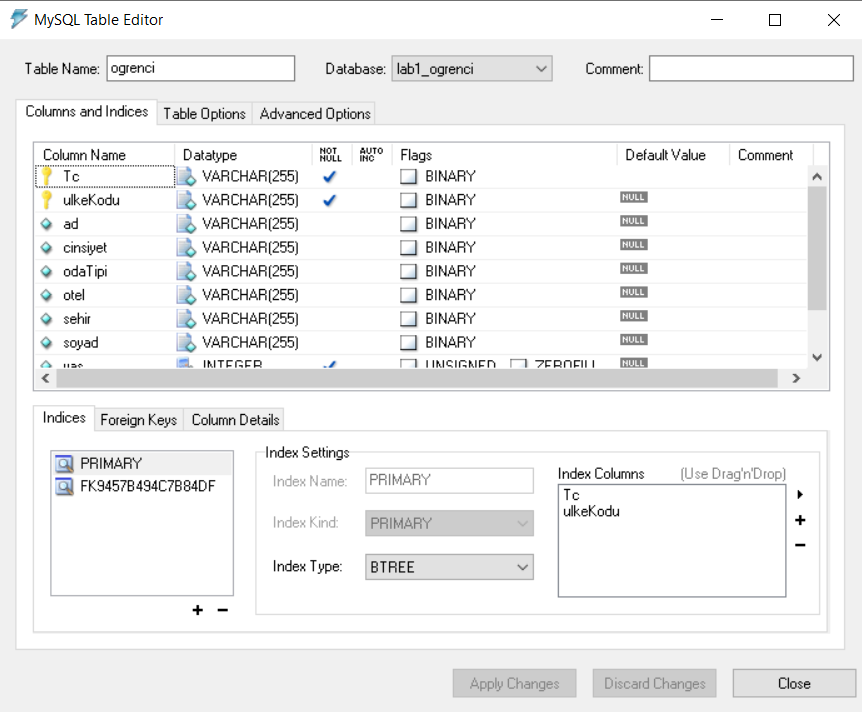 MySQL Table Editor
Table Name: ogrenci Database: lab1_ogrenci Comment:
Columns and Indices Table Options Advanced Options
Column Name Datatype NOT NULL AUTO INC Flags Default Value Comment
Tc VARCHAR(255) BINARY
ulkeKodu VARCHAR(255) BINARY NULL
ad VARCHAR(255) BINARY NULL
cinsiyet VARCHAR(255) BINARY NULL
odaTipi VARCHAR(255) BINARY NULL
otel VARCHAR(255) BINARY NULL
sehir VARCHAR(255) BINARY NULL
soyad VARCHAR(255) BINARY NULL
yas INTEGER UNSIGNED ZEROFILL NULL
Indices Foreign Keys Column Details
PRIMARY
FK9457B494C7B84DF
Index Settings
Index Name: PRIMARY
Index Kind: PRIMARY
Index Type: BTREE
Index Columns (Use Drag'n'Drop)
Tc
ulkeKodu
Apply Changes Discard Changes Close